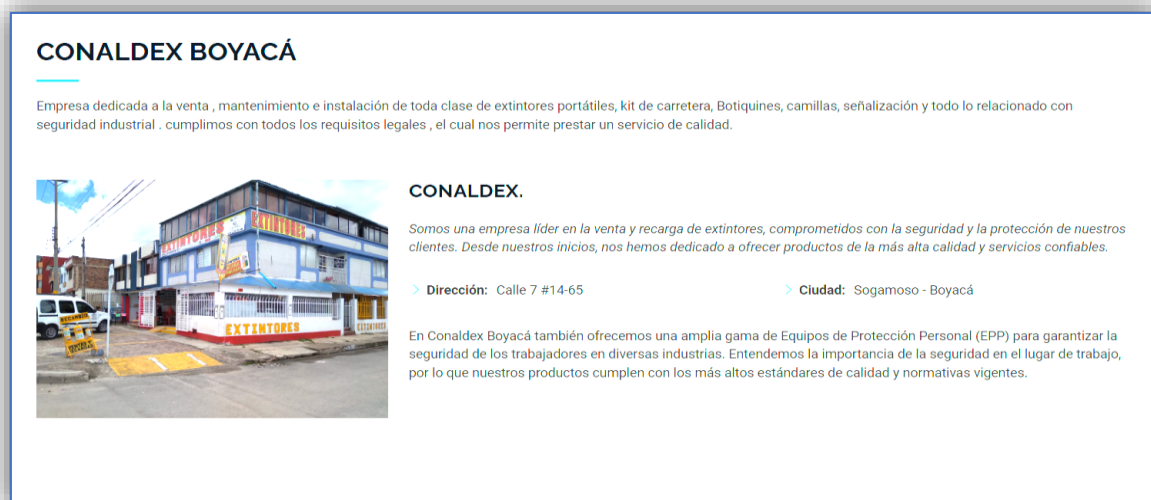 CONALDEX BOYACÁ
Empresa dedicada a la venta , mantenimiento e instalación de toda clase de extintores portátiles, kit de carretera, Botiquines, camillas, señalización y todo lo relacionado con
seguridad industrial . cumplimos con todos los requisitos legales , el cual nos permite prestar un servicio de calidad.
CONALDEX.
Somos una empresa líder en la venta y recarga de extintores, comprometidos con la seguridad y la protección de nuestros
clientes. Desde nuestros inicios, nos hemos dedicado a ofrecer productos de la más alta calidad y servicios confiables.
Dirección: Calle 7 #14-65
Ciudad: Sogamoso - Boyacá
En Conaldex Boyacá también ofrecemos una amplia gama de Equipos de Protección Personal (EPP) para garantizar la
seguridad de los trabajadores en diversas industrias. Entendemos la importancia de la seguridad en el lugar de trabajo,
por lo que nuestros productos cumplen con los más altos estándares de calidad y normativas vigentes.
EXTINTORES
EXTINTORES
EXTINTORES
EXTINTORES